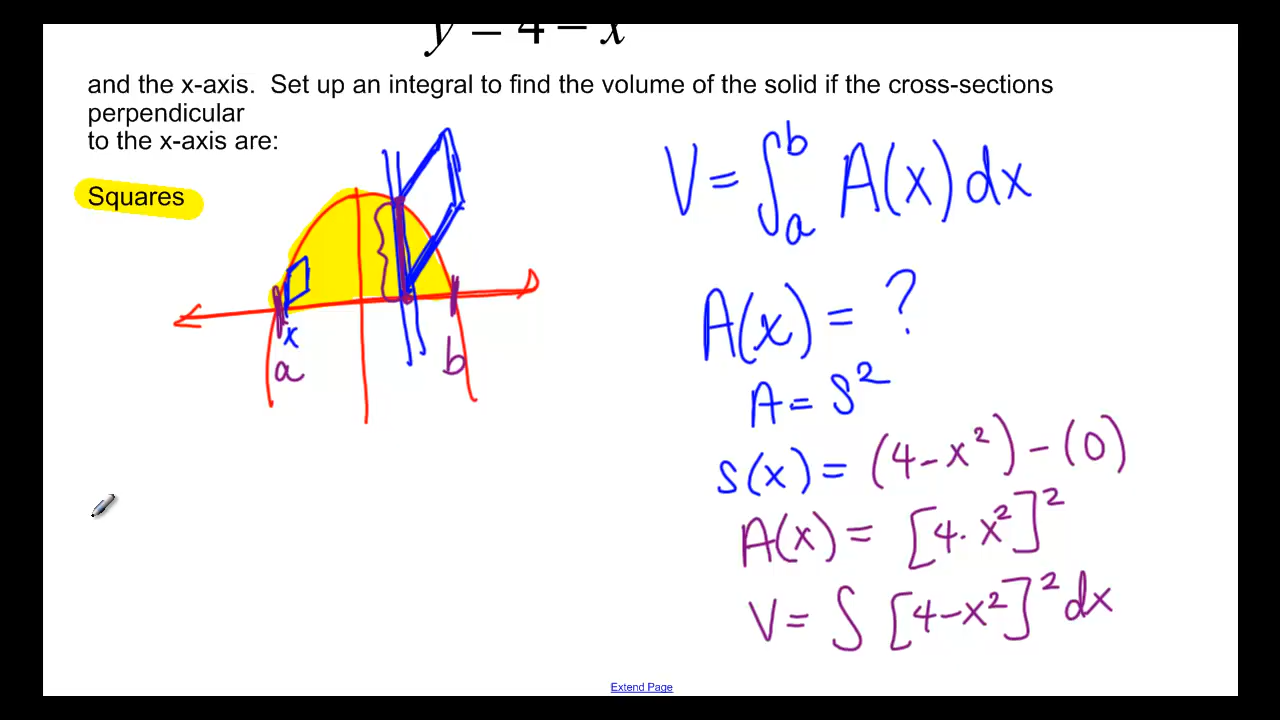 y = 4 − x
and the x-axis. Set up an integral to find the volume of the solid if the cross-sections
perpendicular
to the x-axis are:
Squares
x
a
b
V = ∫_a^b A(x) dx
A(x) = ?
A = s²
s(x) = (4 − x²) − (0)
A(x) = [4 · x²]²
V = ∫ [4 − x²]² dx
Extend Page